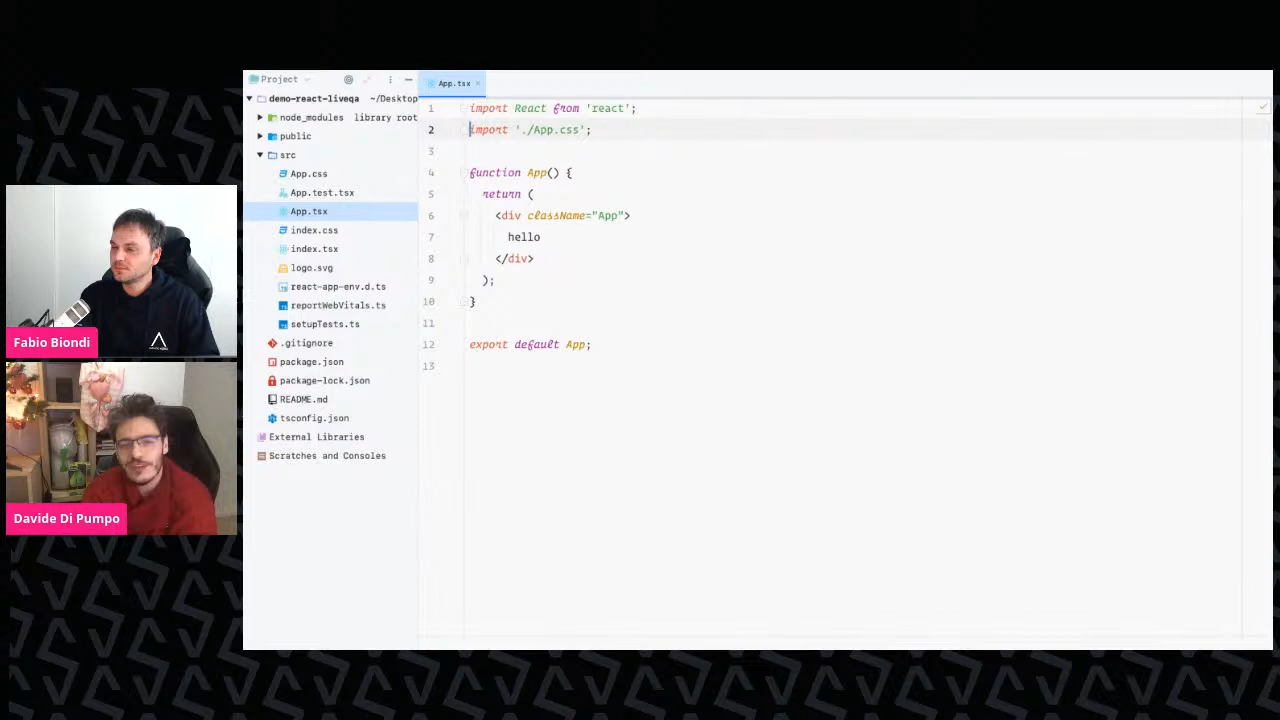 Project
demo-react-liveqa ~/Desktop
node_modules library root
public
src
App.css
App.test.tsx
App.tsx
index.css
index.tsx
logo.svg
react-app-env.d.ts
reportWebVitals.ts
setupTests.ts
.gitignore
package.json
package-lock.json
README.md
tsconfig.json
External Libraries
Scratches and Consoles
App.tsx
1 import React from 'react';
2 import './App.css';
3
4 function App() {
5 return (
6 <div className="App">
7 hello
8 </div>
9 );
10 }
11
12 export default App;
13
Fabio Biondi
Davide Di Pumpo